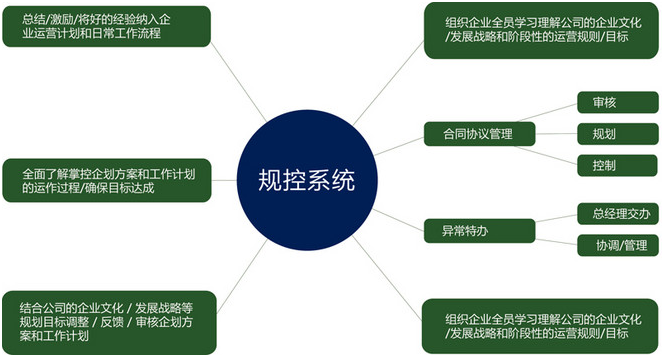 总结/激励/将好的经验纳入企
业运营计划和日常工作流程
全面了解掌控企划方案和工作计划
的运作过程/确保目标达成
结合公司的企业文化 / 发展战略等
规划目标调整 / 反馈 / 审核企划方
案和工作计划
规控系统
组织企业全员学习理解公司的企业文化
/发展战略和阶段性的运营规则/目标
合同协议管理
审核
规划
控制
异常特办
总经理交办
协调/管理
组织企业全员学习理解公司的企业文化
/发展战略和阶段性的运营规则/目标